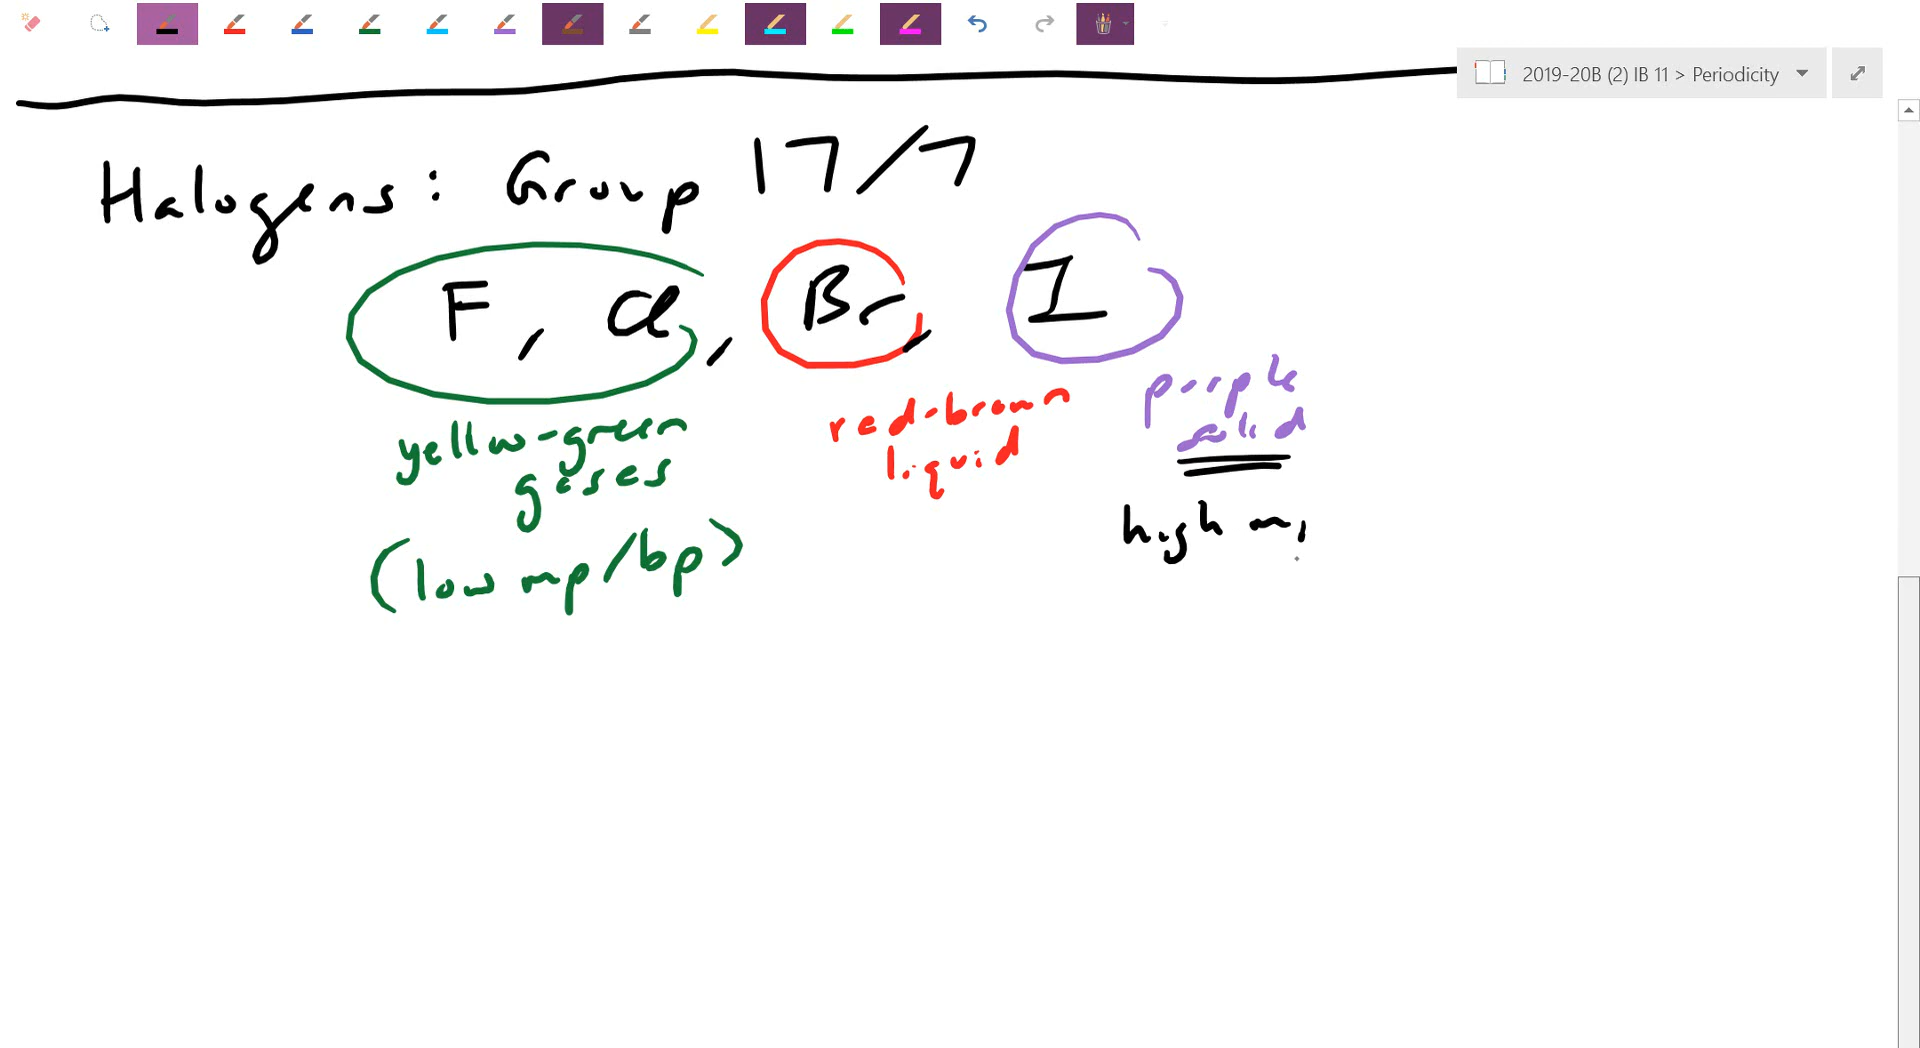 2019-20B (2) IB 11 > Periodicity
Halogens: Group 17/7
F, Cl, Br, I
yellow-green
gases
(low mp/bp)
red-brown
liquid
purple
solid
high m